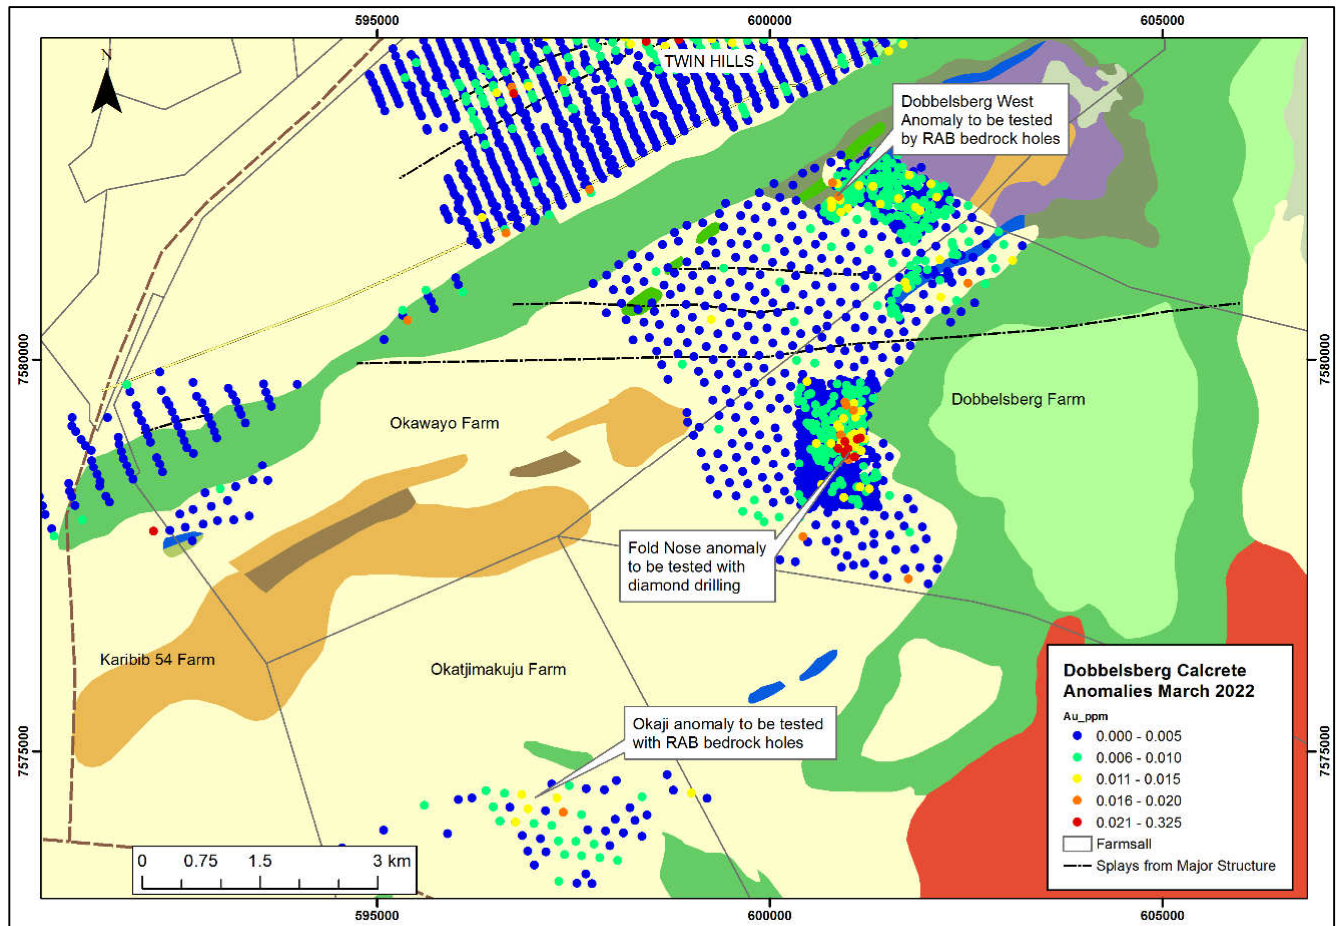 595000
600000
N
TWIN HILLS
Dobbelsberg West
Anomaly to be tested
by RAB bedrock holes
7580000
7580000
Okawayo Farm
Dobbelsberg Farm
Fold Nose anomaly
to be tested with
diamond drilling
Karibib 54 Farm
Okatjimakuju Farm
Okaji anomaly to be tested
with RAB bedrock holes
7575000
7575000
Dobbelsberg Calcrete
Anomalies March 2022
Au_ppm
0.000 - 0.005
0.006 - 0.010
0.011 - 0.015
0.016 - 0.020
0.021 - 0.325
Farmsall
Splays from Major Structure
0 0.75 1.5 3 km
595000
600000